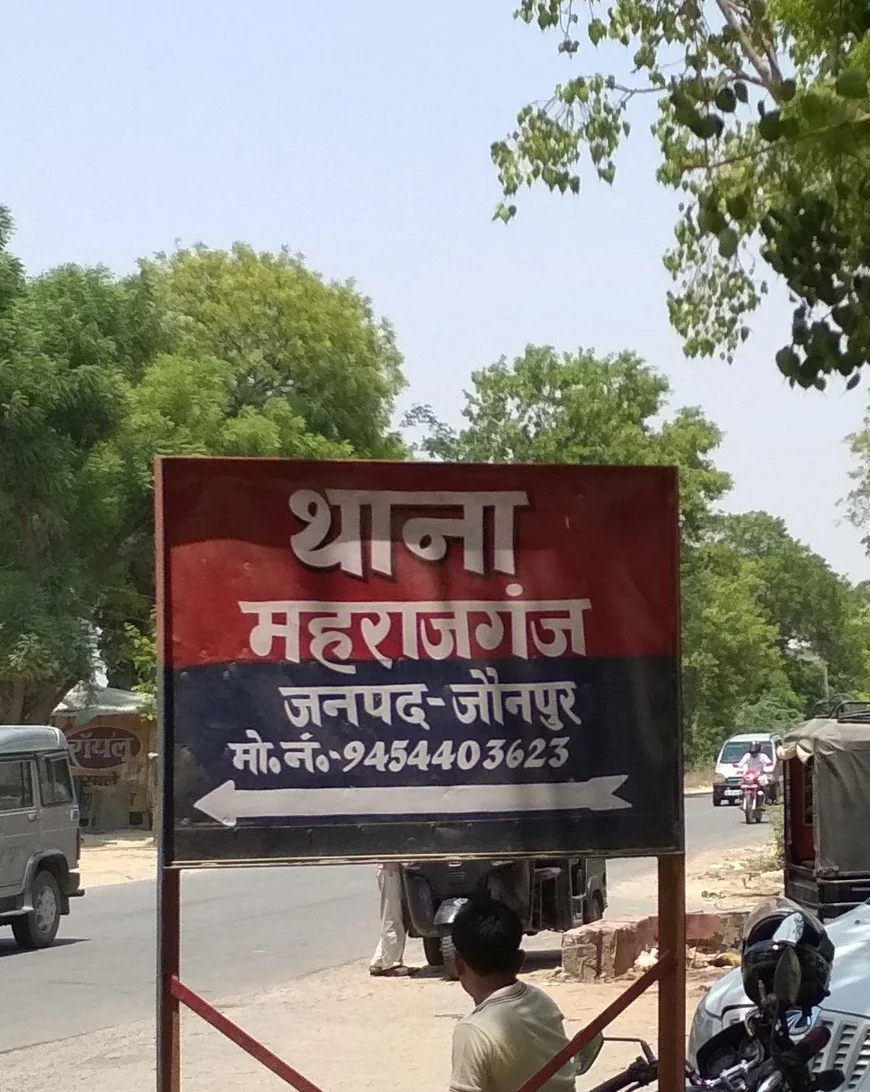 थाना
महराजगंज
जनपद-जौनपुर
मो.नं.-9454403623
रॉयल